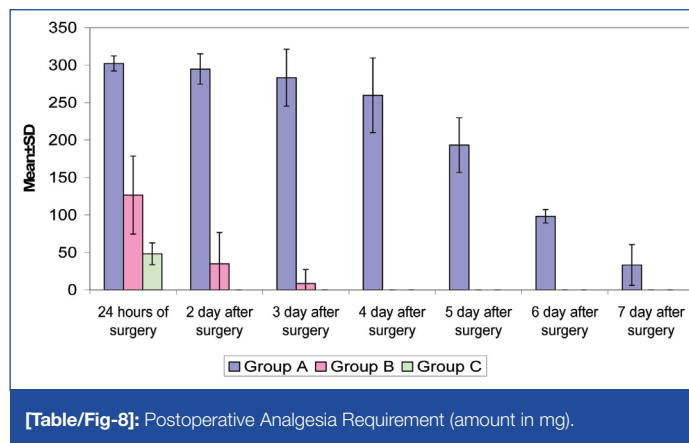 350
300
250
200
150
100
50
0
Mean±SD
24 hours of surgery
2 day after surgery
3 day after surgery
4 day after surgery
5 day after surgery
6 day after surgery
7 day after surgery
Group A Group B Group C
[Table/Fig-8]: Postoperative Analgesia Requirement (amount in mg).